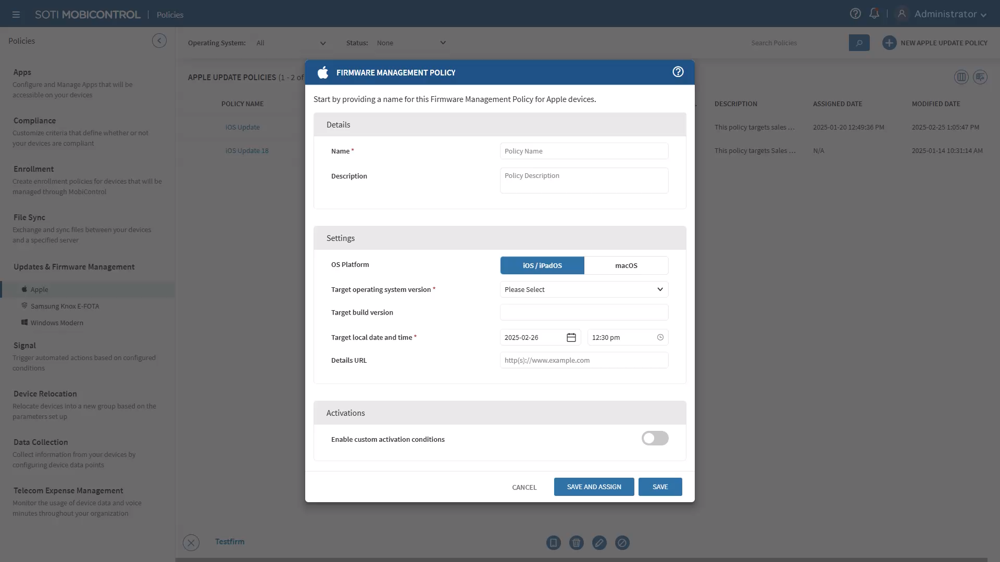 SOTI MOBICONTROL | Policies
Administrator
Policies
Operating System: All
Status: None
Search Policies
NEW APPLE UPDATE POLICY
Apps
Configure and Manage Apps that will be
accessible on your devices
Compliance
Customize criteria that define whether or not
your devices are compliant
Enrollment
Create enrollment policies for devices that will be
managed through MobiControl
File Sync
Exchange and sync files between your devices
and a specified server
Updates & Firmware Management
Apple
Samsung Knox E-FOTA
Windows Modern
Signal
Trigger automated actions based on configured
conditions
Device Relocation
Relocate devices into a new group based on the
parameters set up
Data Collection
Collect information from your devices by
configuring device data points
Telecom Expense Management
Monitor the usage of device data and voice
minutes throughout your organization
APPLE UPDATE POLICIES (1 - 2 of
POLICY NAME
DESCRIPTION
ASSIGNED DATE
MODIFIED DATE
iOS Update
This policy targets sales ...
2025-01-20 12:49:36 PM
2025-02-25 1:05:47 PM
iOS Update 18
This policy targets Sales ...
N/A
2025-01-14 10:31:14 AM
FIRMWARE MANAGEMENT POLICY
Start by providing a name for this Firmware Management Policy for Apple devices.
Details
Name *
Policy Name
Description
Policy Description
Settings
OS Platform
iOS / iPadOS
macOS
Target operating system version *
Please Select
Target build version
Target local date and time *
2025-02-26
12:30 pm
Details URL
http(s)://www.example.com
Activations
Enable custom activation conditions
CANCEL
SAVE AND ASSIGN
SAVE
Testfirm